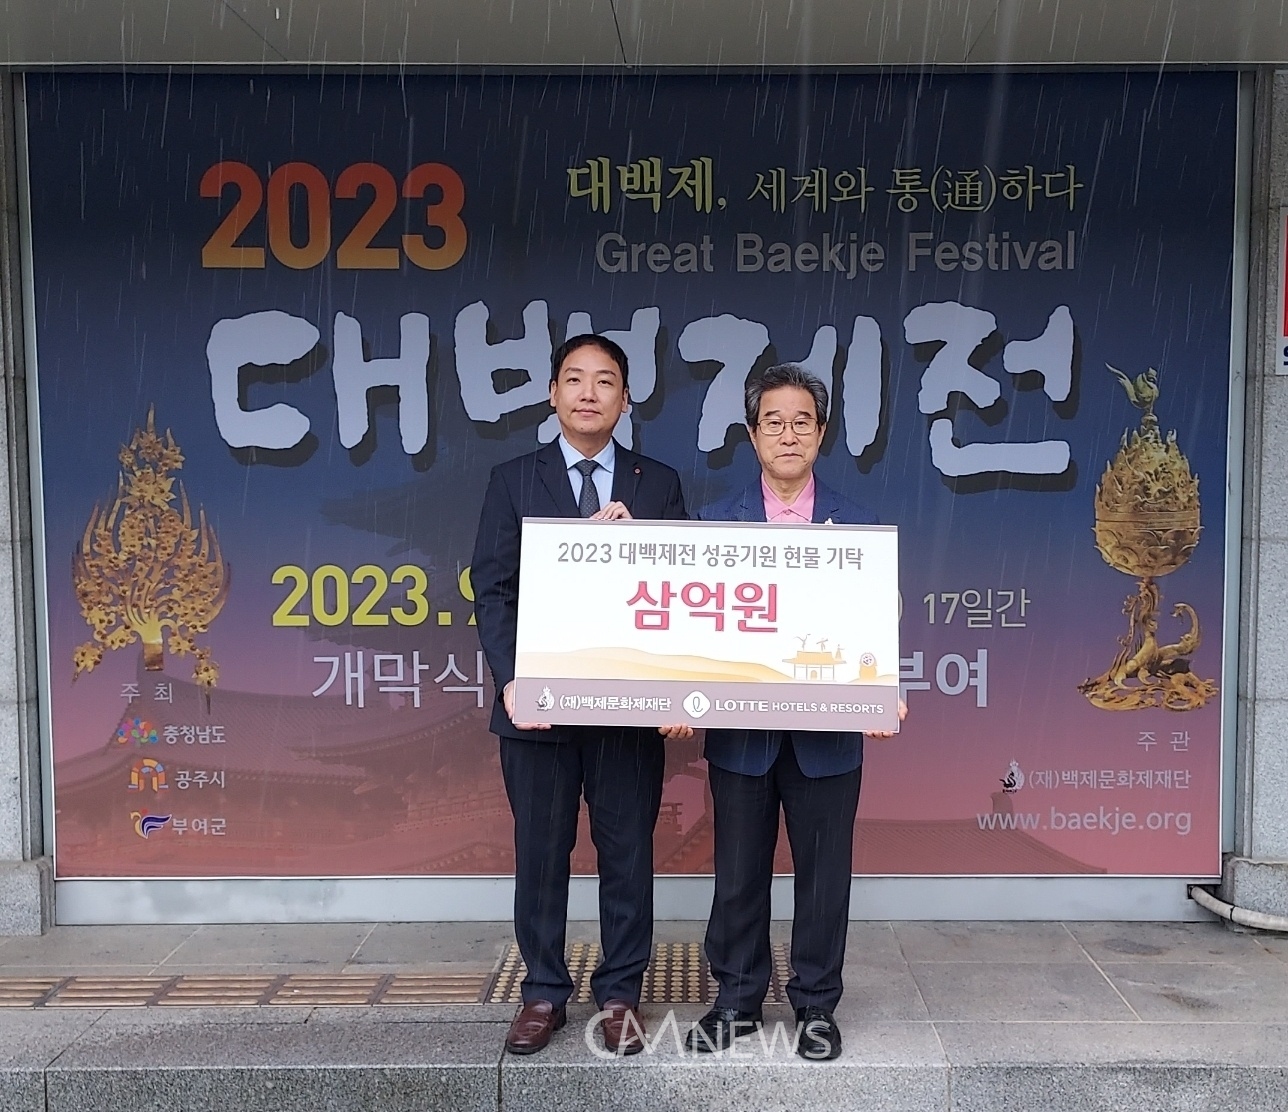 2023
대백제, 세계와 통(通)하다
Great Baekje Festival
대백제전
2023.9
) 17일간
개막식
부여
2023 대백제전 성공기원 현물 기탁
삼억원
(재)백제문화제재단
LOTTE HOTELS & RESORTS
주 최
충청남도
공주시
부여군
주 관
(재)백제문화제재단
www.baekje.org
CMNEWS